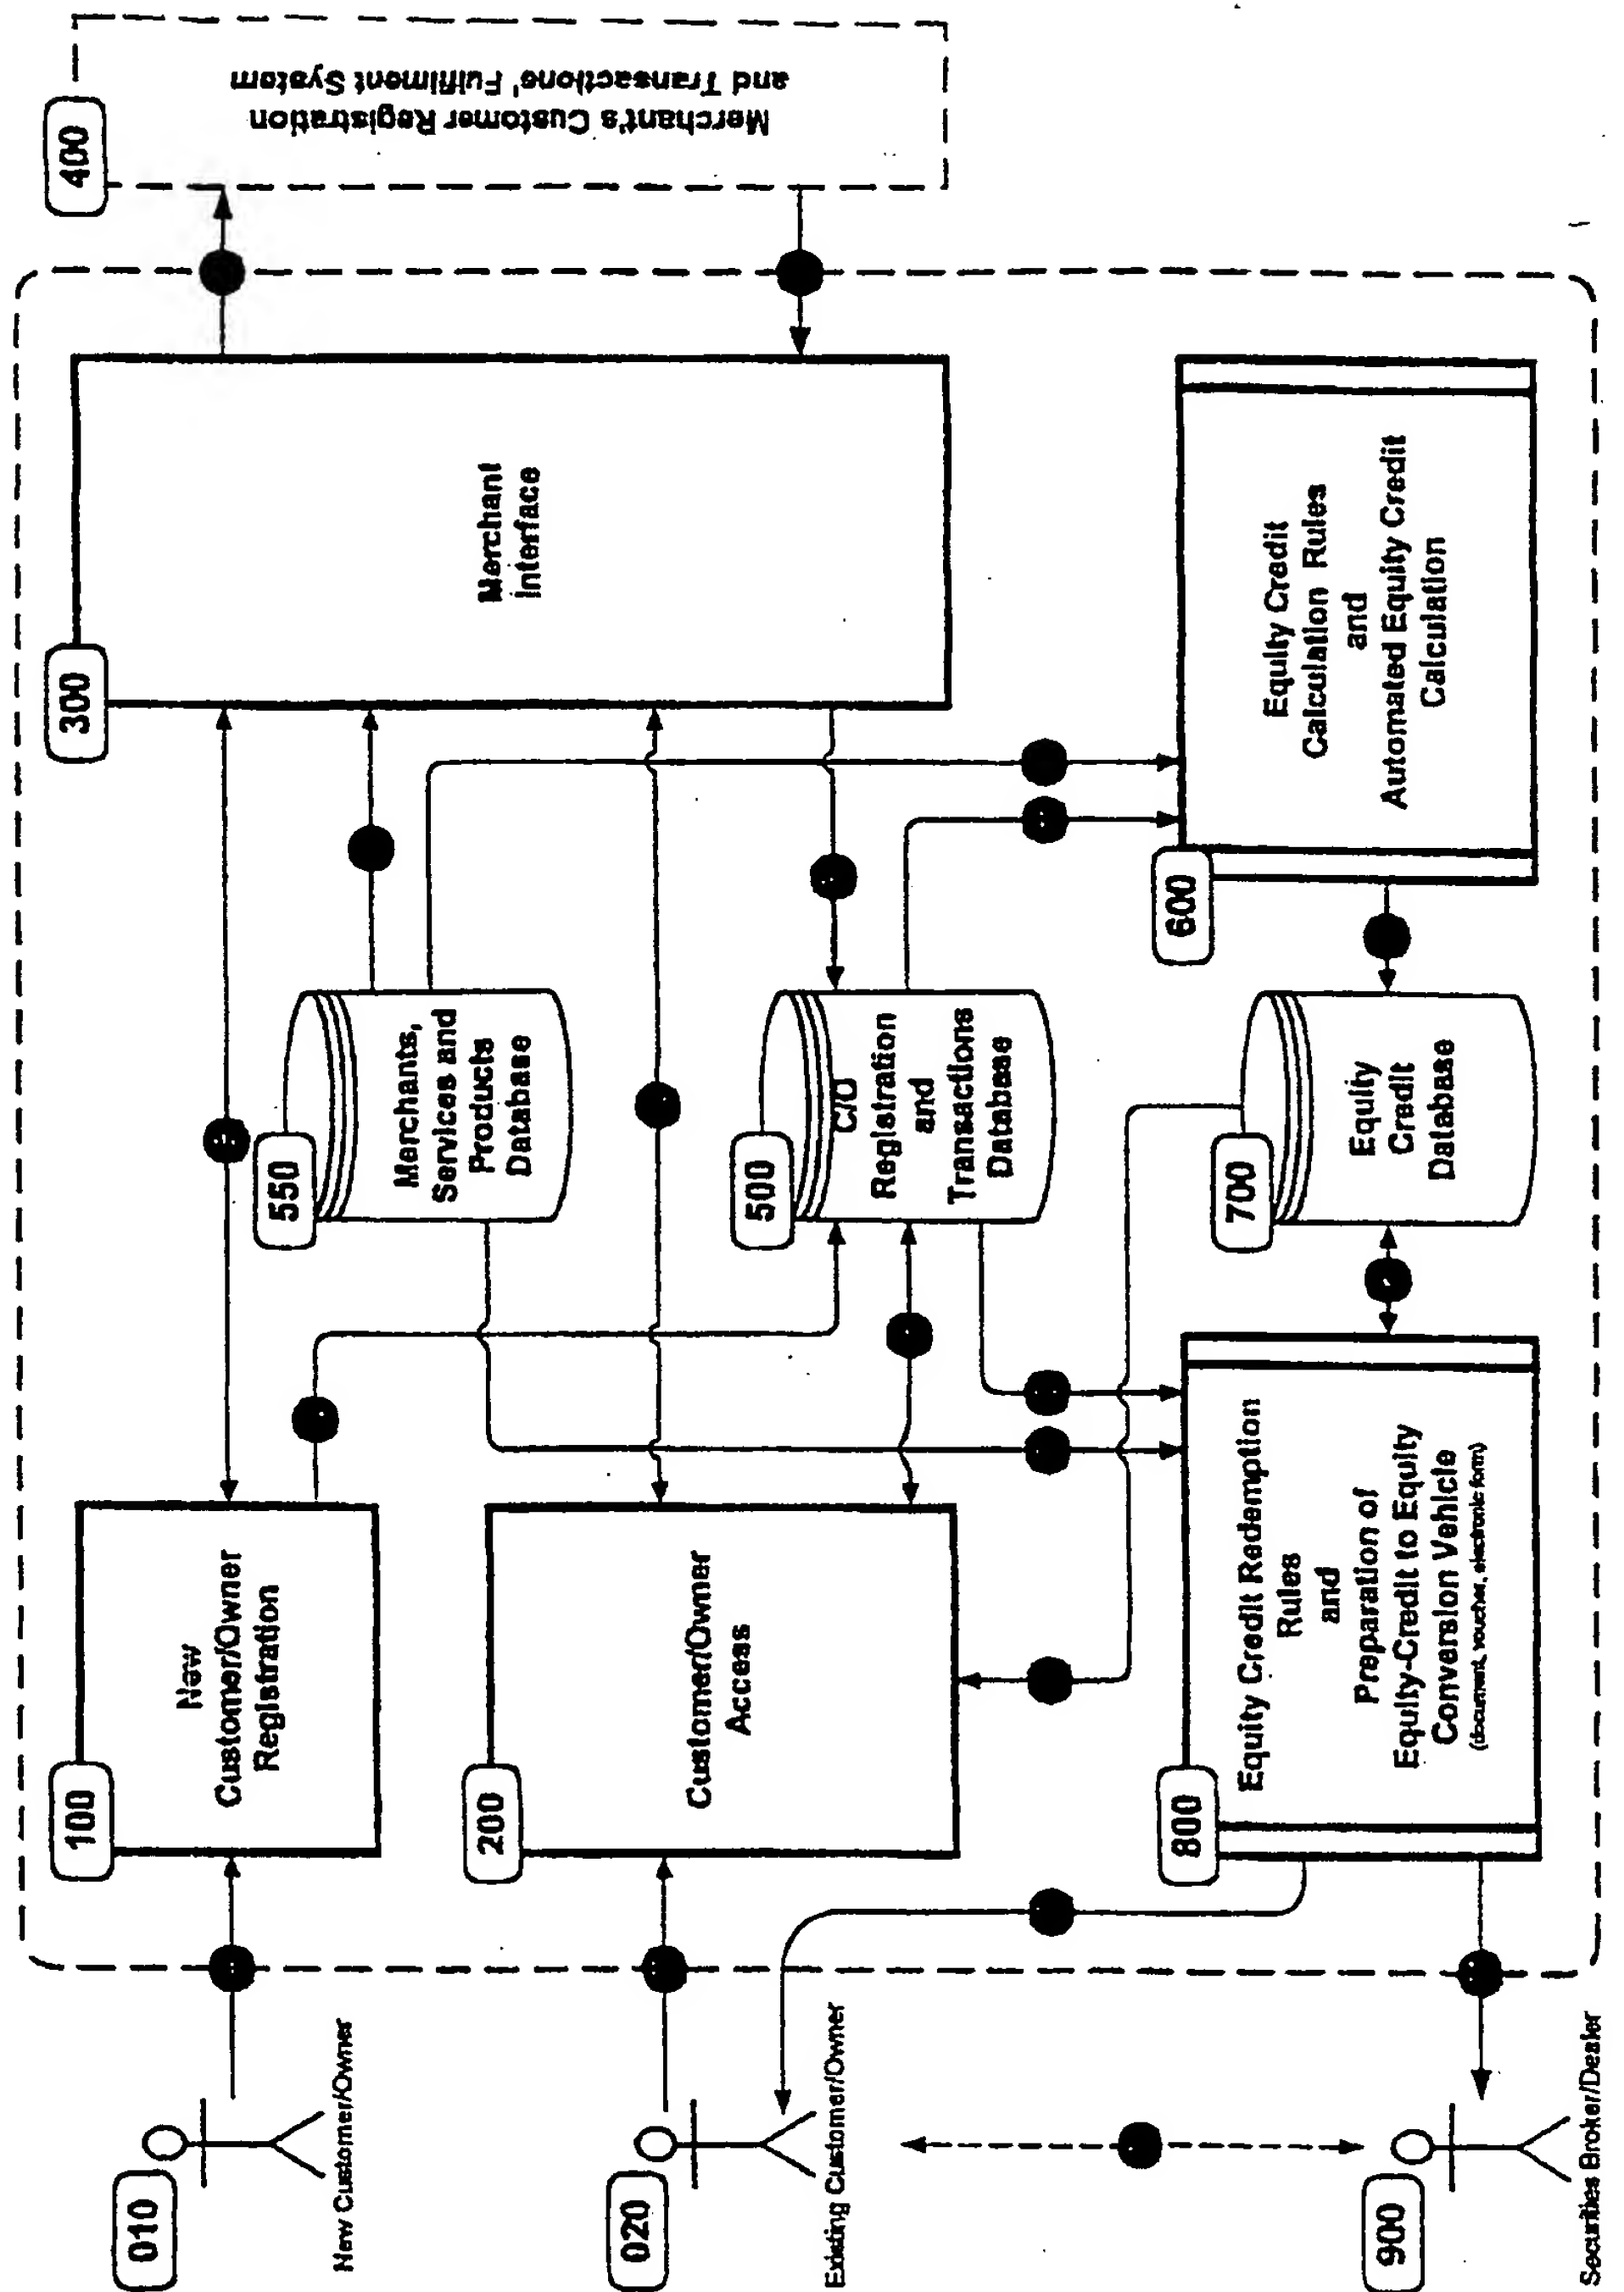 010
New Customer/Owner
020
Existing Customer/Owner
900
Securities Broker/Dealer
100
New
Customer/Owner
Registration
200
Customer/Owner
Access
800
Equity Credit Redemption
Rules
and
Preparation of
Equity-Credit to Equity
Conversion Vehicle
(document, voucher, electronic form)
550
Merchants,
Services and
Products
Database
500
C/O
Registration
and
Transactions
Database
700
Equity
Credit
Database
300
Merchant
Interface
600
Equity Credit
Calculation Rules
and
Automated Equity Credit
Calculation
400
Merchant's Customer Registration
and Transactions' Fulfilment System